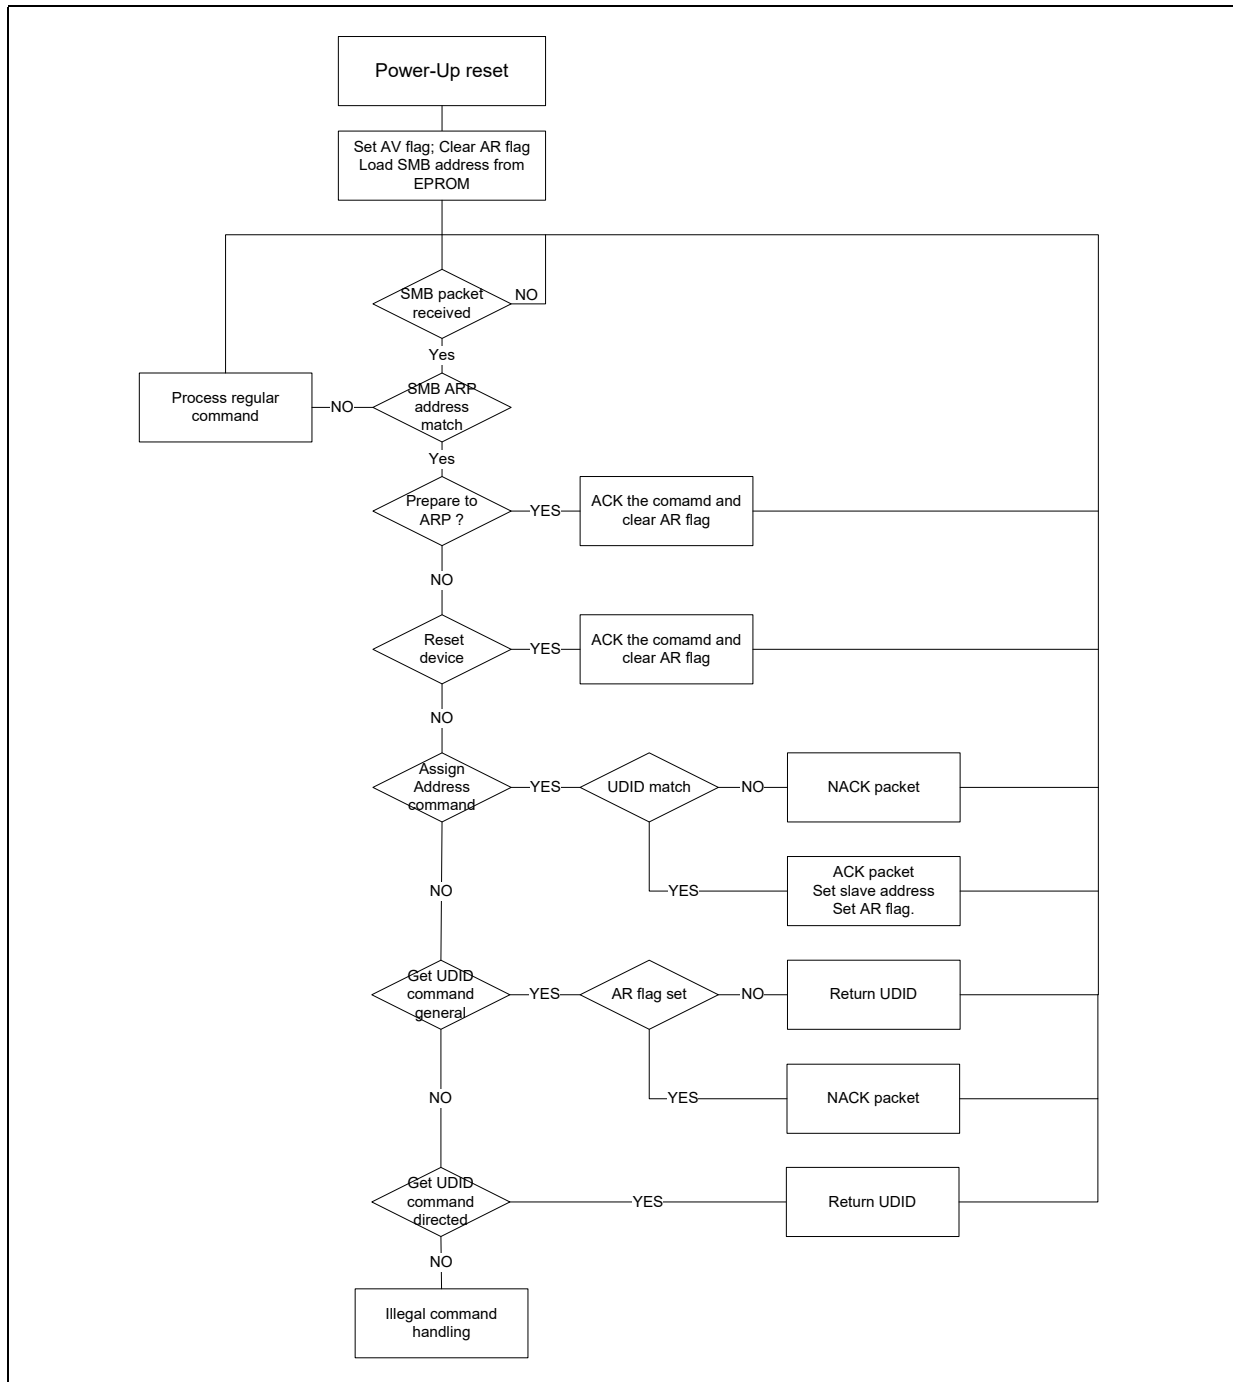 Power-Up reset
Set AV flag; Clear AR flag
Load SMB address from
EPROM
SMB packet
received
NO
Yes
Process regular
command
NO
SMB ARP
address
match
Yes
Prepare to
ARP ?
YES
ACK the comamd and
clear AR flag
NO
Reset
device
YES
ACK the comamd and
clear AR flag
NO
Assign
Address
command
YES
UDID match
NO
NACK packet
NO
YES
ACK packet
Set slave address
Set AR flag.
Get UDID
command
general
YES
AR flag set
NO
Return UDID
NO
YES
NACK packet
Get UDID
command
directed
YES
Return UDID
NO
Illegal command
handling